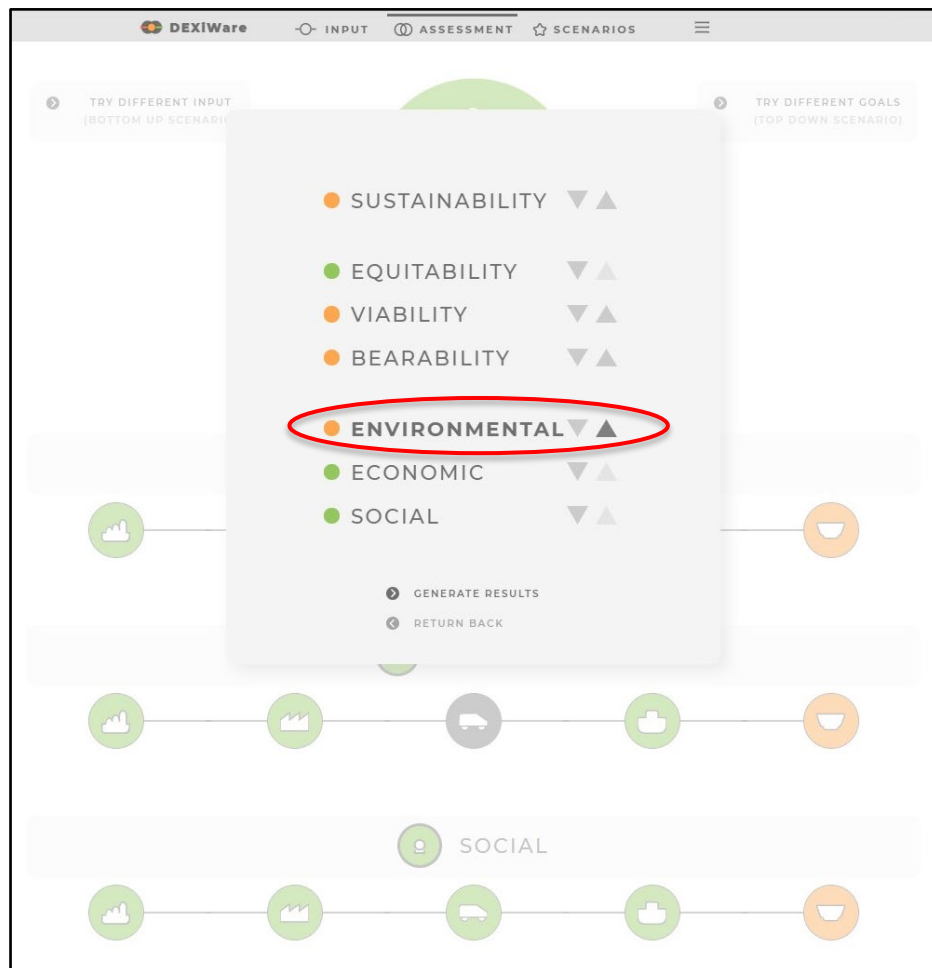 DEXiWare INPUT ASSESSMENT SCENARIOS
TRY DIFFERENT INPUT
(BOTTOM UP
TRY DIFFERENT GOALS
(TOP DOWN SCENARIO)
SUSTAINABILITY
EQUITABILITY
VIABILITY
BEARABILITY
ENVIRONMENTAL
ECONOMIC
SOCIAL
GENERATE RESULTS
RETURN BACK
SOCIAL